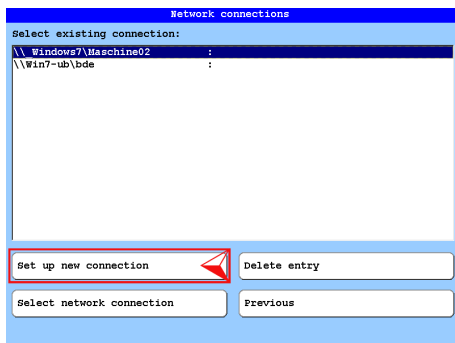 Network connections
Select existing connection:
\\_Windows7\Maschine02 :
\\Win7-ub\bde :
Set up new connection
Delete entry
Select network connection
Previous